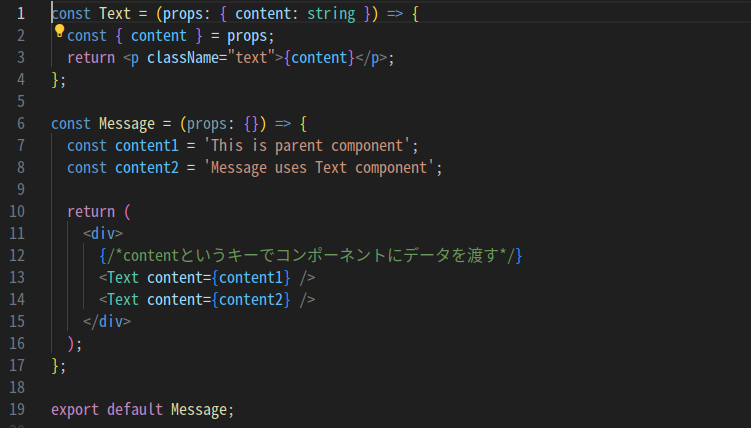 1 const Text = (props: { content: string }) => {
2   const { content } = props;
3   return <p className="text">{content}</p>;
4 };
5
6 const Message = (props: {}) => {
7   const content1 = 'This is parent component';
8   const content2 = 'Message uses Text component';
9
10   return (
11     <div>
12       {/*contentというキーでコンポーネントにデータを渡す*/}
13       <Text content={content1} />
14       <Text content={content2} />
15     </div>
16   );
17 };
18
19 export default Message;